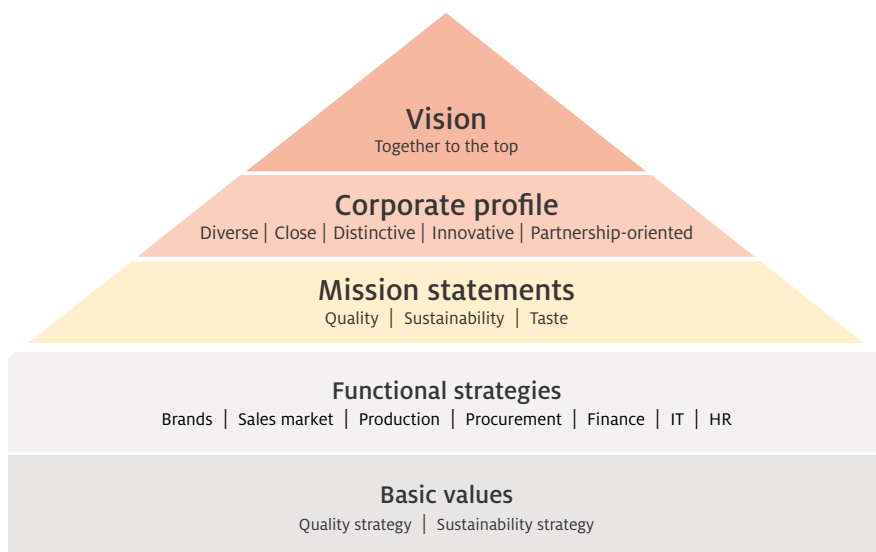 Vision
Together to the top
Corporate profile
Diverse | Close | Distinctive | Innovative | Partnership-oriented
Mission statements
Quality | Sustainability | Taste
Functional strategies
Brands | Sales market | Production | Procurement | Finance | IT | HR
Basic values
Quality strategy | Sustainability strategy